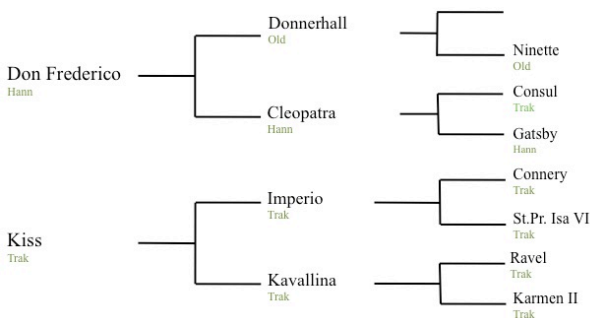 Don Frederico
Hann
Donnerhall
Old
Ninette
Old
Cleopatra
Hann
Consul
Trak
Gatsby
Hann
Kiss
Trak
Imperio
Trak
Connery
Trak
St.Pr. Isa VI
Trak
Kavallina
Trak
Ravel
Trak
Karmen II
Trak